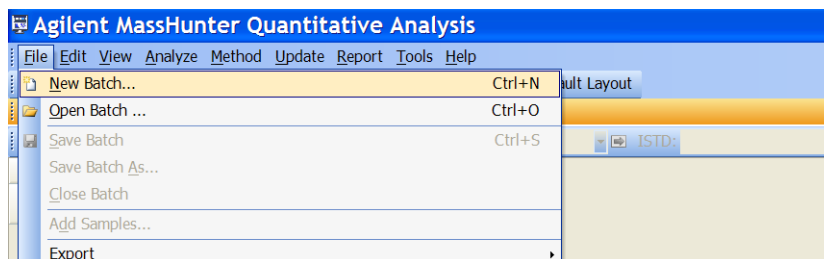 Agilent MassHunter Quantitative Analysis
File Edit View Analyze Method Update Report Tools Help
New Batch... Ctrl+N ault Layout
Open Batch ... Ctrl+O
Save Batch Ctrl+S ISTD:
Save Batch As...
Close Batch
Add Samples...
Export